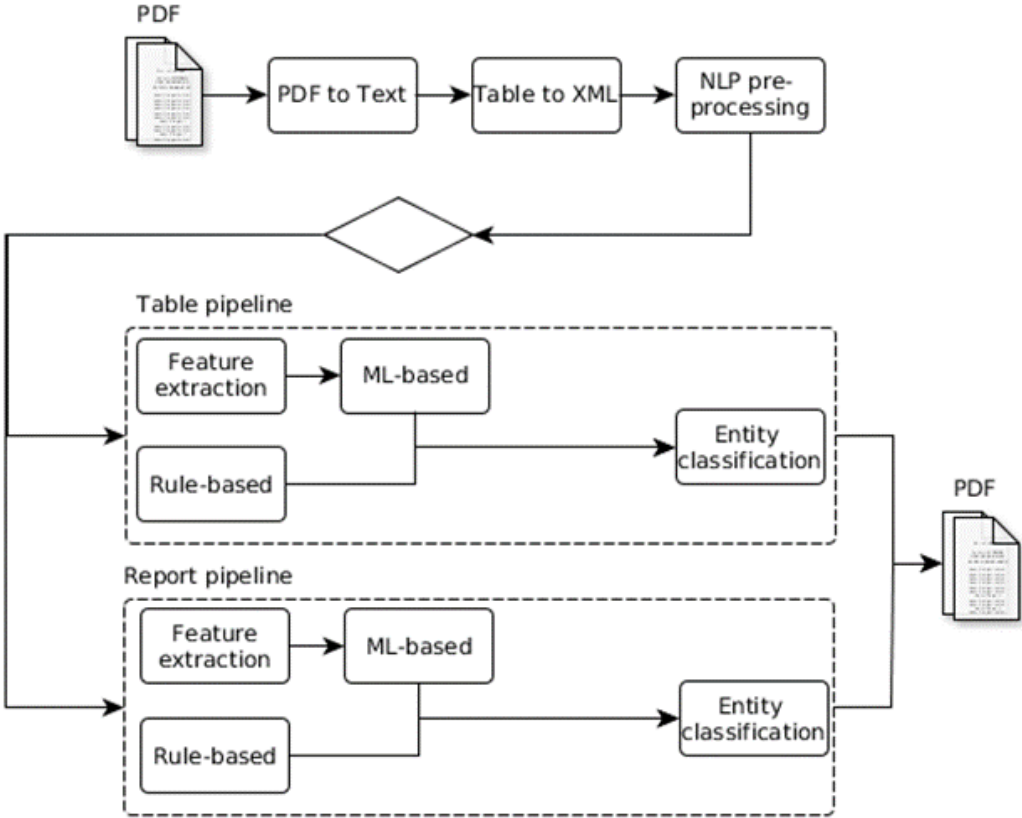 PDF
PDF to Text
Table to XML
NLP pre-
processing
Table pipeline
Feature
extraction
ML-based
Rule-based
Entity
classification
PDF
Report pipeline
Feature
extraction
ML-based
Rule-based
Entity
classification